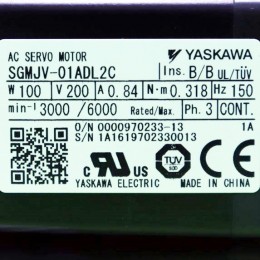 AC SERVO MOTOR
YASKAWA
SGMJV-01ADL2C
Ins. B/B UL/TÜV
W 100 V 200 A 0.84 N·m 0.318 Hz 150
min-1 3000 /6000 Rated/Max. Ph. 3 CONT.
O/N 0000970233-13 1A
S/N 1A1619702330013
TÜV
YASKAWA ELECTRIC MADE IN CHINA